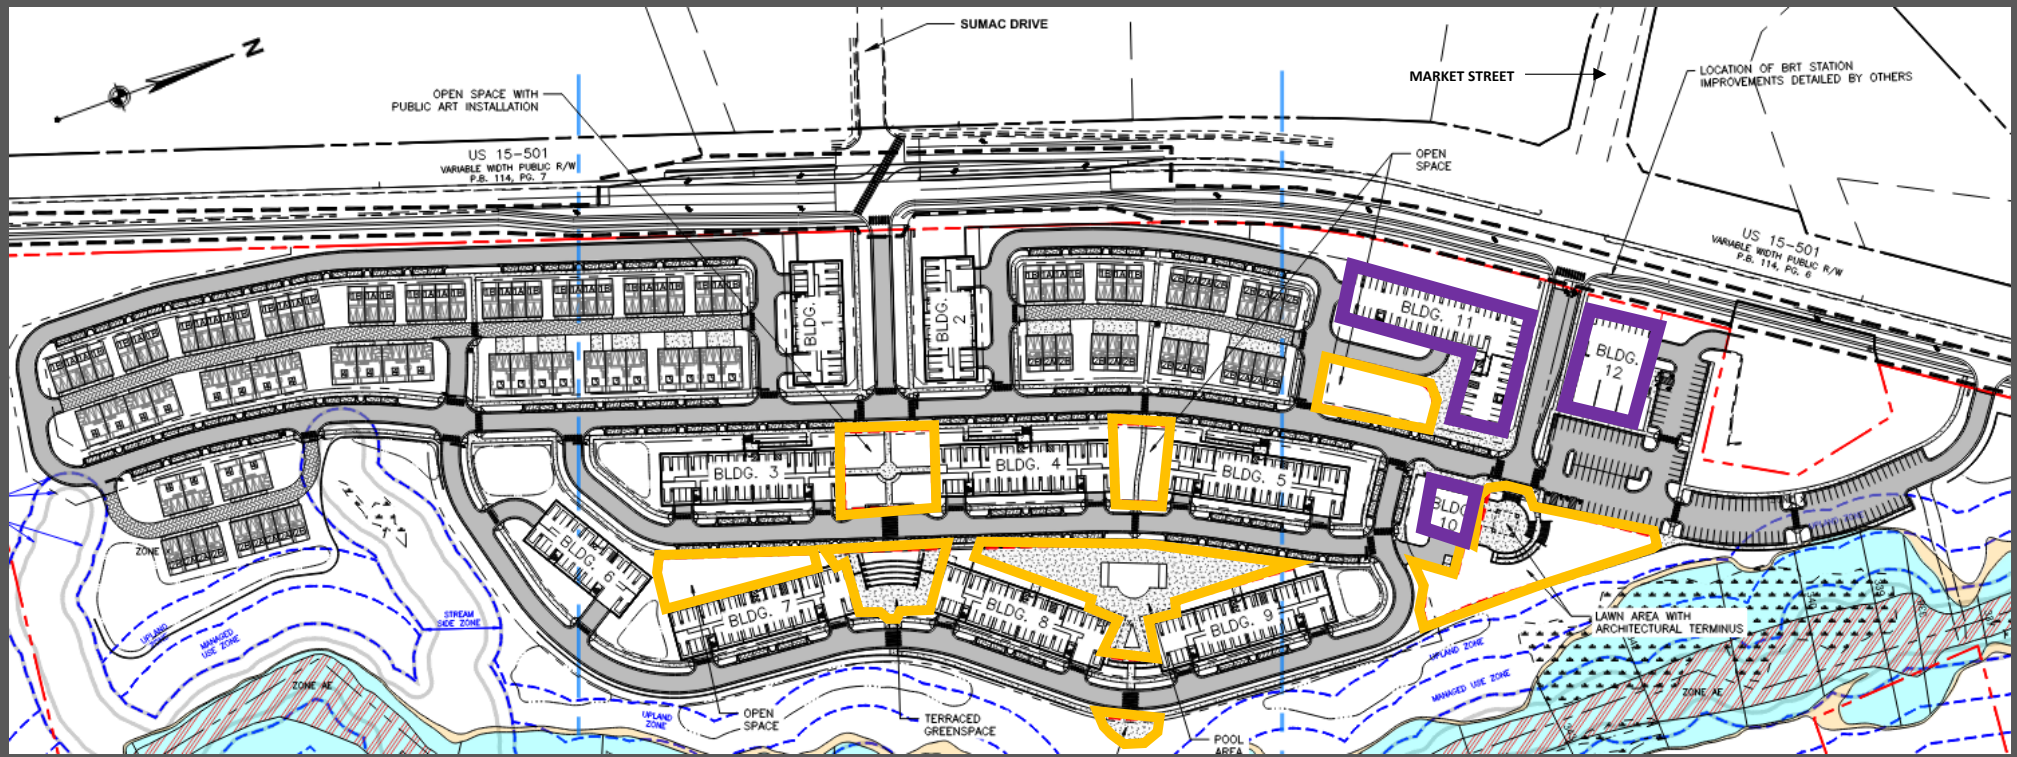 SUMAC DRIVE
N
MARKET STREET
LOCATION OF BRT STATION
IMPROVEMENTS DETAILED BY OTHERS
OPEN SPACE WITH
PUBLIC ART INSTALLATION
US 15-501
VARIABLE WIDTH PUBLIC R/W
P.B. 114, PG. 7
OPEN
SPACE
US 15-501
VARIABLE WIDTH PUBLIC R/W
P.B. 114, PG. 6
BLDG. 1
BLDG. 2
BLDG. 11
BLDG.
12
BLDG. 3
BLDG. 4
BLDG. 5
BLDG
10
BLDG. 6
BLDG. 7
BLDG. 8
BLDG. 9
ZONE
UPLAND
ZONE
MANAGED
USE ZONE
STREAM
SIDE ZONE
ZONE AE
UPLAND
ZONE
OPEN
SPACE
TERRACED
GREENSPACE
POOL
AREA
LAWN AREA WITH
ARCHITECTURAL TERMINUS
UPLAND ZONE
MANAGED USE ZONE
ZONE AE
UPLAND ZONE